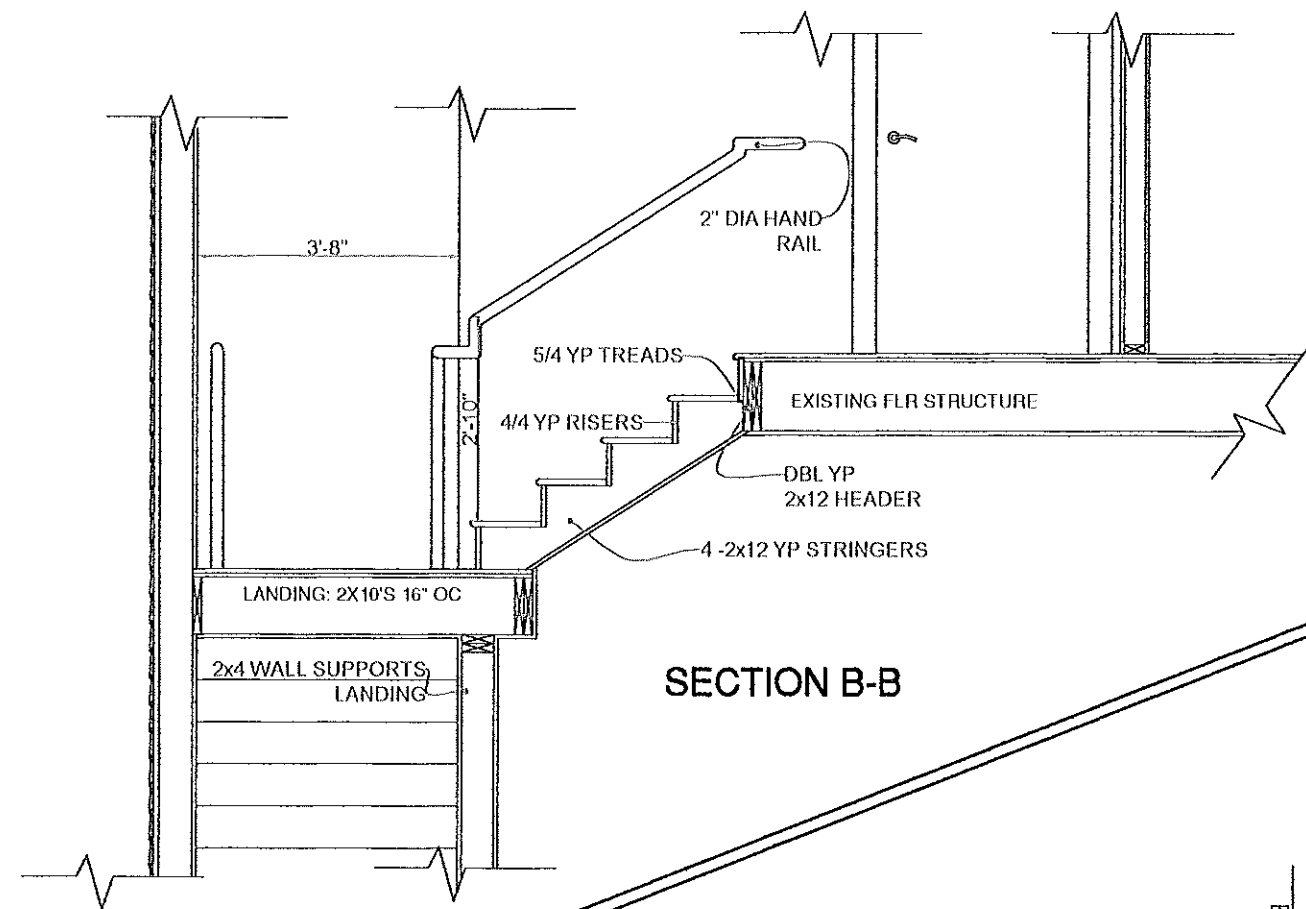 3'-8"
2" DIA HAND
RAIL
5/4 YP TREADS
4/4 YP RISERS
2'-10"
EXISTING FLR STRUCTURE
DBL YP
2x12 HEADER
4 -2x12 YP STRINGERS
LANDING: 2X10'S 16" OC
2x4 WALL SUPPORTS
LANDING
SECTION B-B